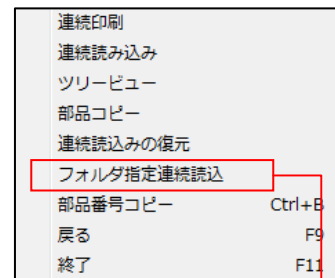 連続印刷
連続読み込み
ツリービュー
部品コピー
連続読込みの復元
フォルダ指定連続読込
部品番号コピー Ctrl+B
戻る F9
終了 F11